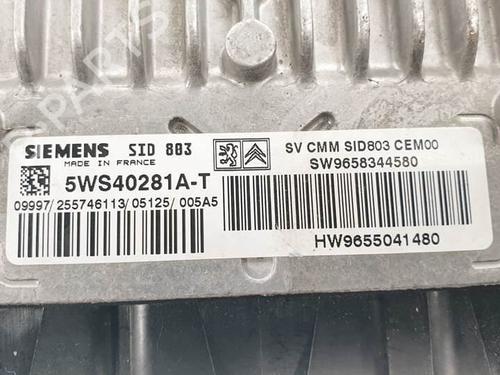 SIEMENS SID 803
MADE IN FRANCE
5WS40281A-T
09997/255746113/05125/005A5
SV CMM SID803 CEM00
SW9658344580
HW9655041480